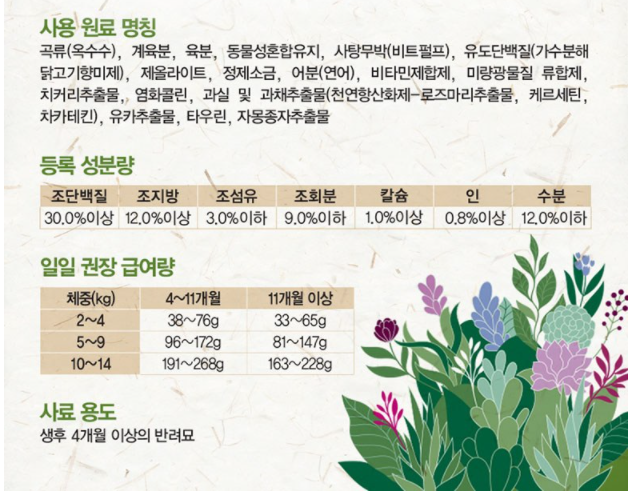 사용 원료 명칭
곡류(옥수수), 계육분, 육분, 동물성혼합유지, 사탕무박(비트펄프), 유도단백질(가수분해
닭고기향미제), 제올라이트, 정제소금, 어분(연어), 비타민제합제, 미량광물질 류합제,
치커리추출물, 염화콜린, 과실 및 과채추출물(천연항산화제-로즈마리추출물, 케르세틴,
차카테킨), 유카추출물, 타우린, 자몽종자추출물
등록 성분량
조단백질 조지방 조섬유 조회분 칼슘 인 수분
30.0%이상 12.0%이상 3.0%이하 9.0%이하 1.0%이상 0.8%이상 12.0%이하
일일 권장 급여량
체중(kg) 4~11개월 11개월 이상
2~4 38~76g 33~65g
5~9 96~172g 81~147g
10~14 191~268g 163~228g
사료 용도
생후 4개월 이상의 반려묘